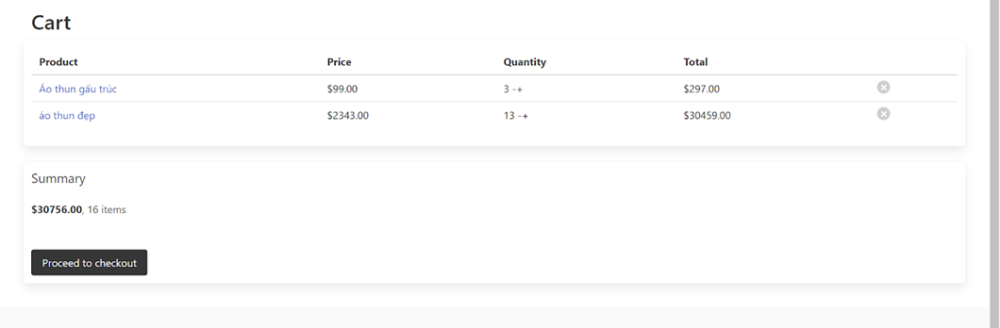 Cart
Product Price Quantity Total
Áo thun gấu trúc $99.00 3 -+ $297.00
áo thun đẹp $2343.00 13 -+ $30459.00
Summary
$30756.00, 16 items
Proceed to checkout